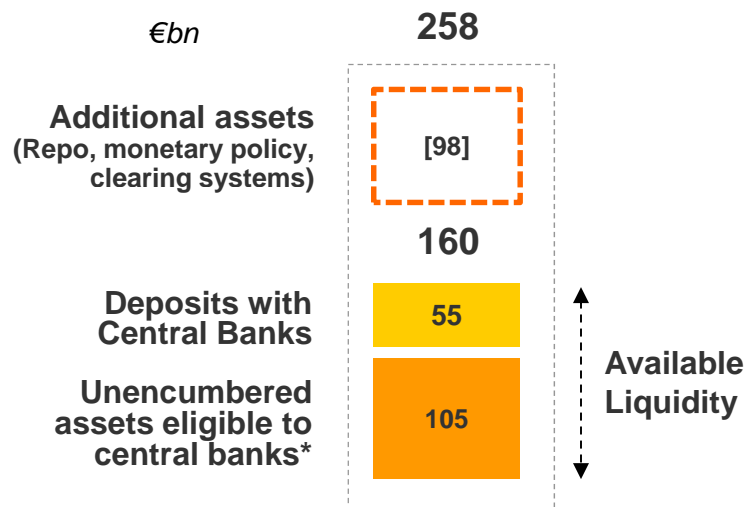 €bn
258
Additional assets
(Repo, monetary policy,
clearing systems)
[98]
160
Deposits with
Central Banks
55
Unencumbered
assets eligible to
central banks*
105
Available
Liquidity